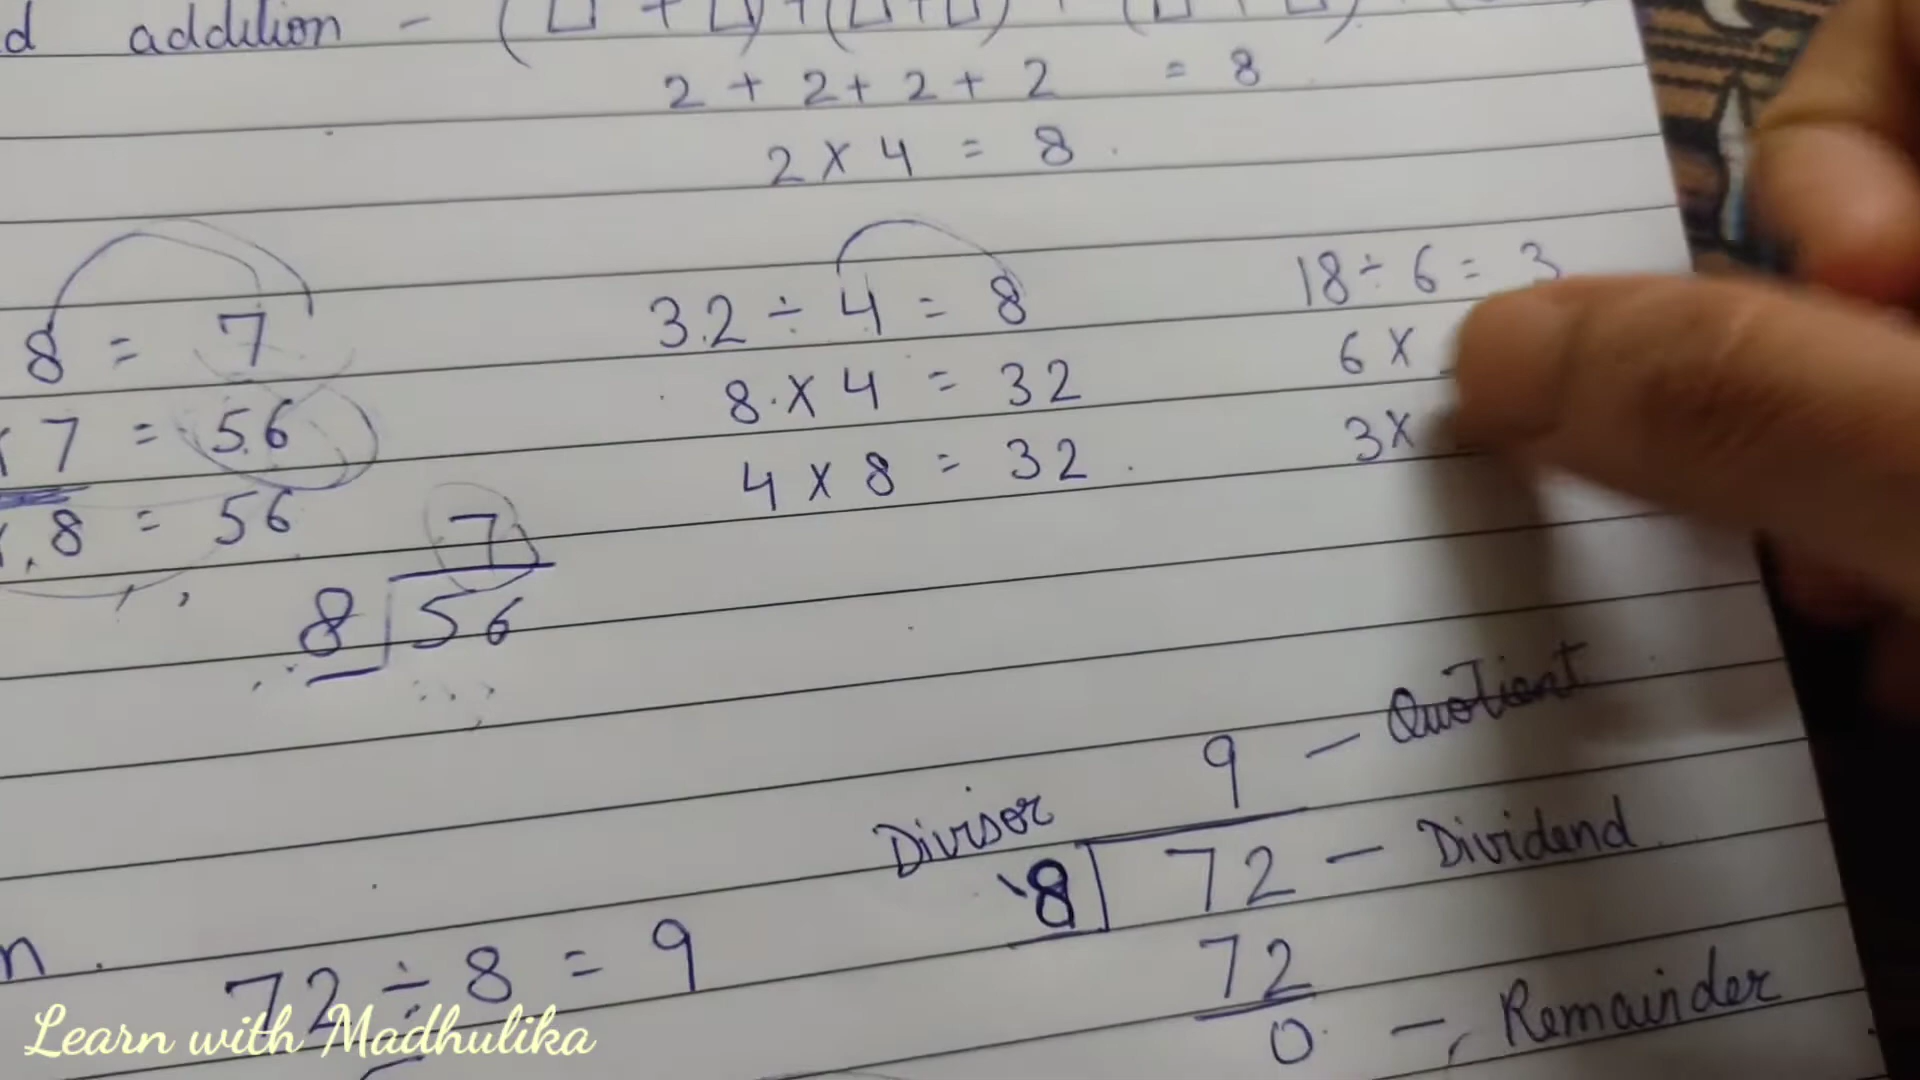 addition - ( □ + □ ) + ( □ + □ ) + ( □ + □ )
2 + 2 + 2 + 2 = 8
2 × 4 = 8
8 = 7
× 7 = 56
× 8 = 56
7
8 56
32 ÷ 4 = 8
8 × 4 = 32
4 × 8 = 32
18 ÷ 6 = 3
6 ×
3 ×
9 - Quotient
Divisor
8 72 - Dividend
72
0 - Remainder
72 ÷ 8 = 9
Learn with Madhulika